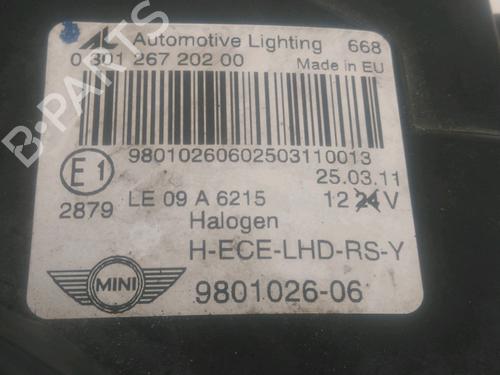 Automotive Lighting 668
0 301 267 202 00 Made in EU
98010260602503110013
25.03.11
E1
2879 LE 09 A 6215 12 24 V
Halogen
H-ECE-LHD-RS-Y
MINI
9801026-06
B-PARTS